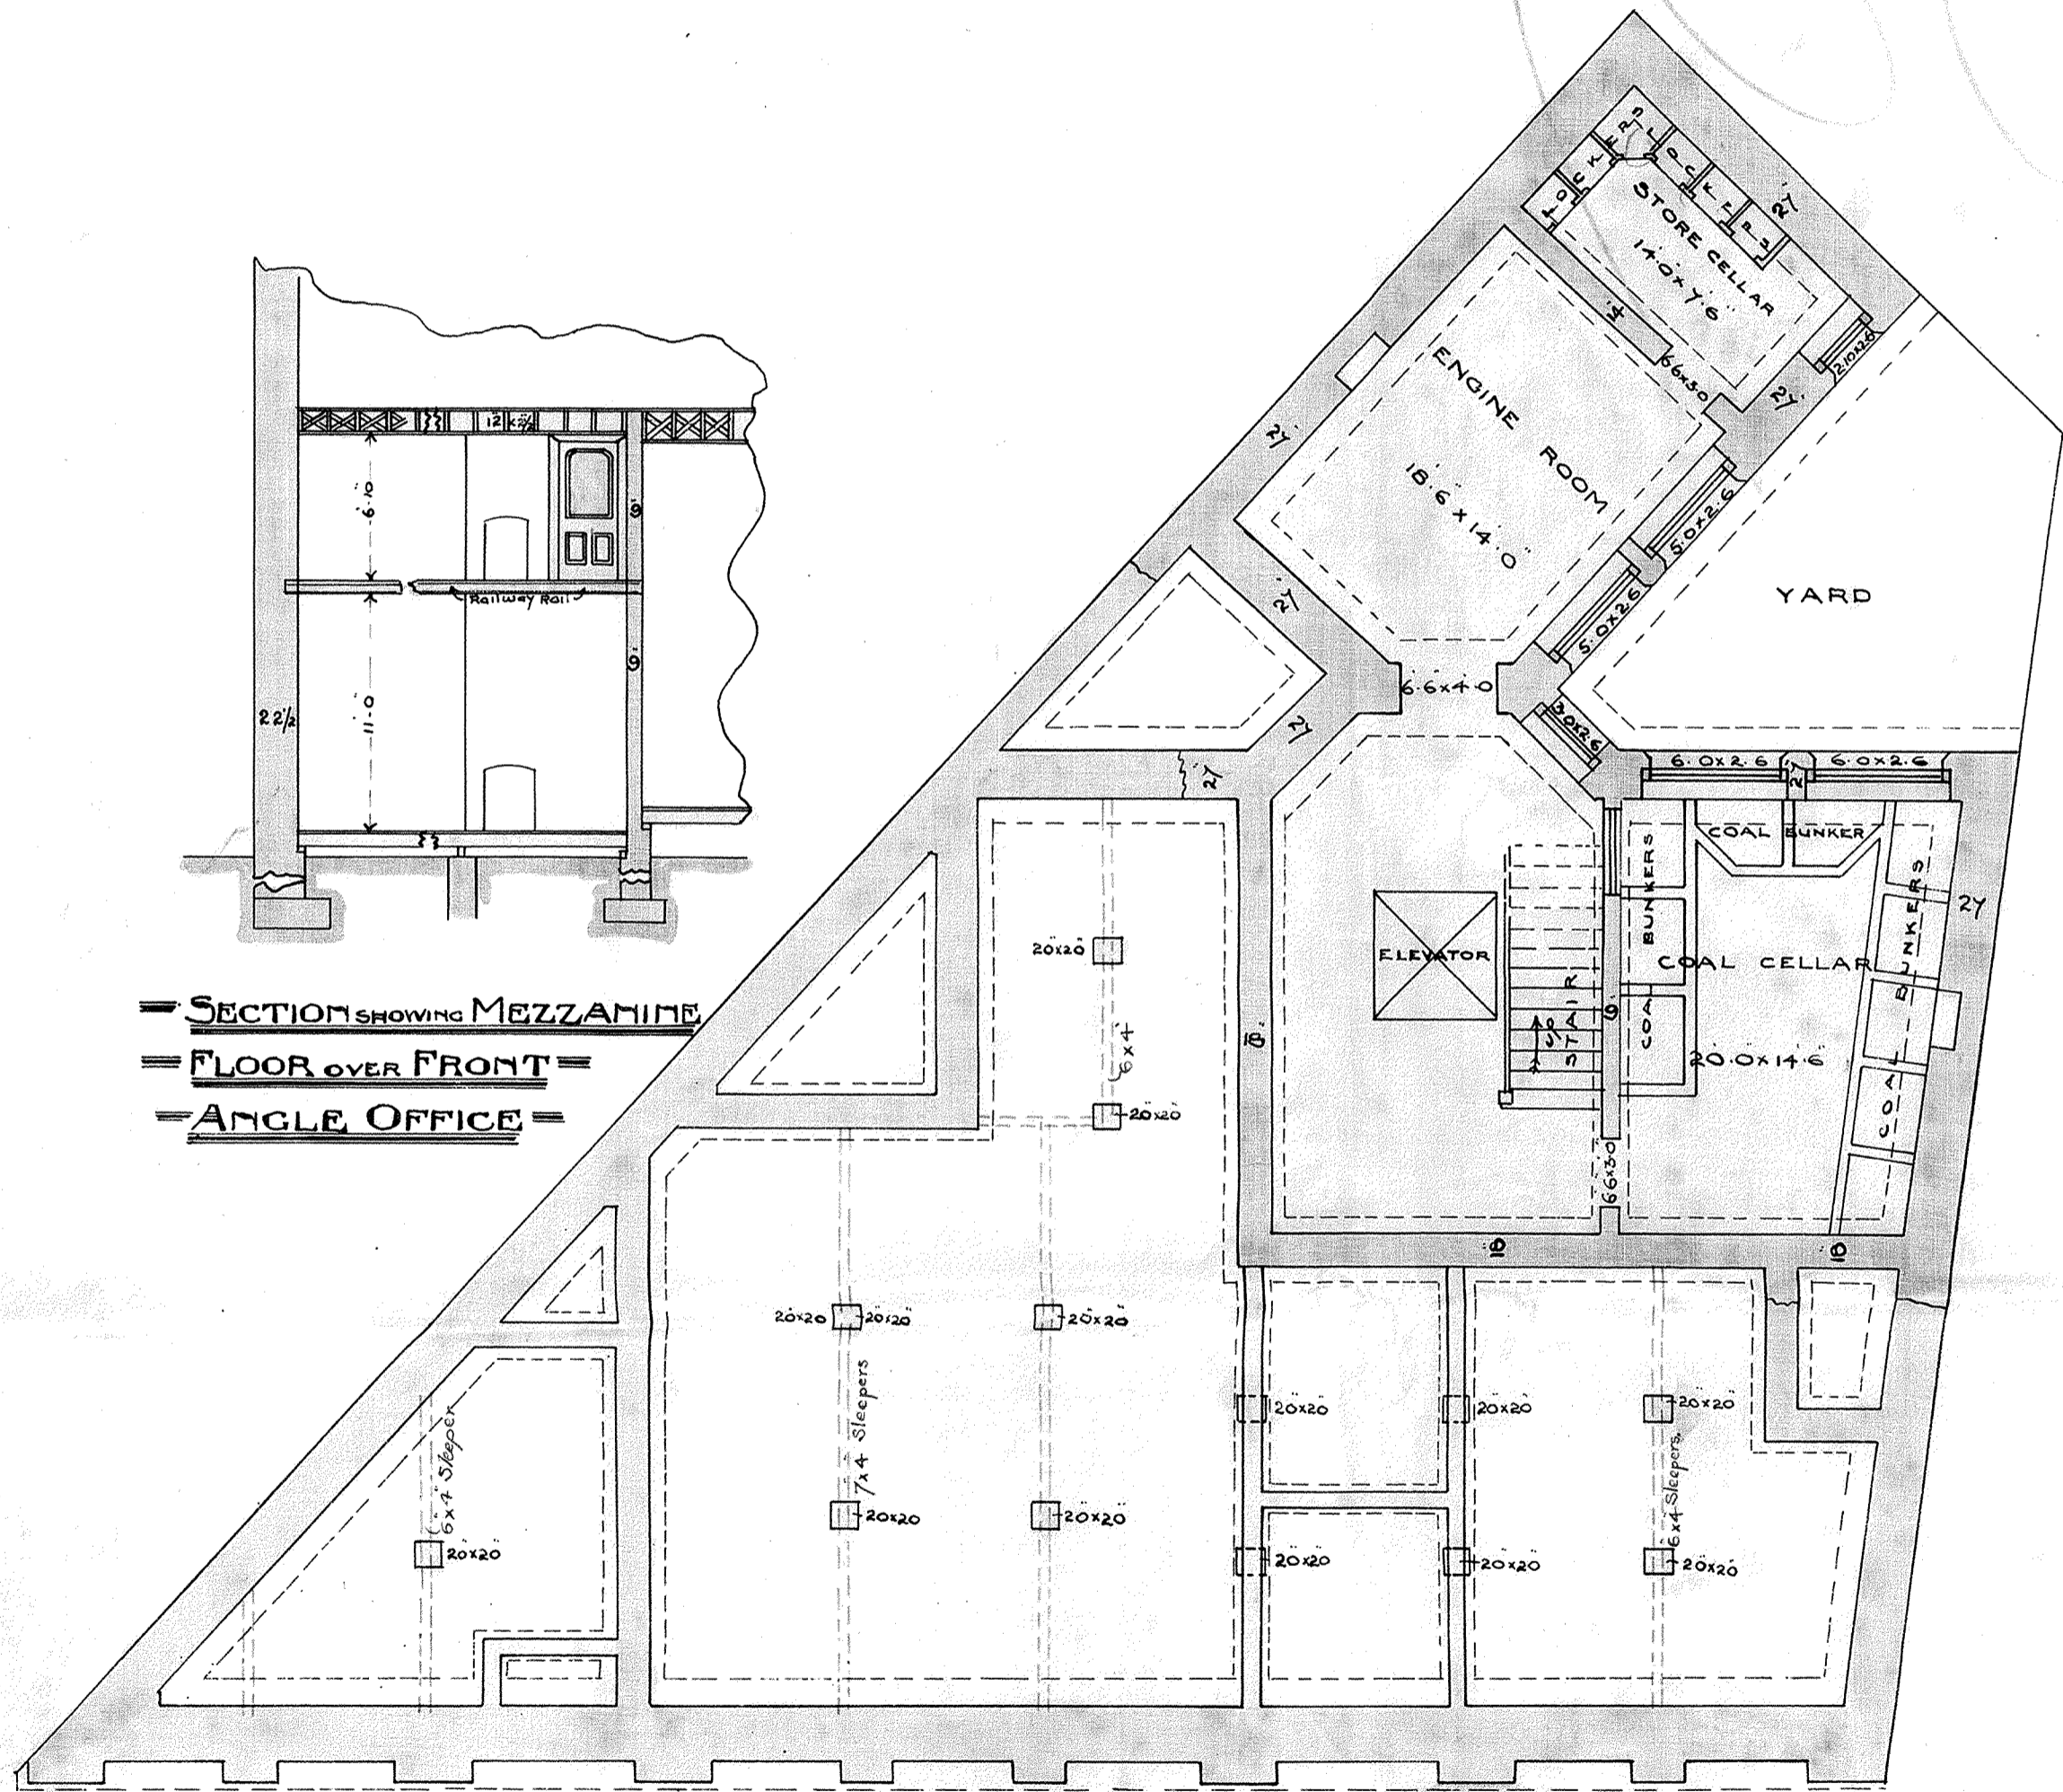 12" x 2½"
6.10"
9"
Railway Rail
11.0
9"
22½
SECTION SHOWING MEZZANINE
FLOOR OVER FRONT
ANGLE OFFICE
LOCKERS
LOCKERS
27"
STORE CELLAR
14.0 x 7.6"
14"
6.6 x 3.0
2.10 x 2.6
27"
ENGINE ROOM
18.6 x 14.0"
27"
5.0 x 2.6
5.0 x 2.6
YARD
27"
27"
6.6 x 4.0
3.0 x 2.6
27"
6.0 x 2.6
27"
6.0 x 2.6
COAL BUNKER
COAL BUNKERS
COAL BUNKERS
27"
COAL CELLAR
20.0 x 14.6"
ELEVATOR
UP
STAIR
9"
18"
6.6 x 3.0
18"
18"
20" x 20"
6 x 4"
20" x 20"
20" x 20
20" x 20"
20" x 20"
7 x 4 Sleepers
20 x 20
20" x 20"
6 x 4" Sleeper
20" x 20"
20" x 20
20" x 20
20" x 20
6 x 4 Sleepers
20" x 20
20" x 20
20" x 20